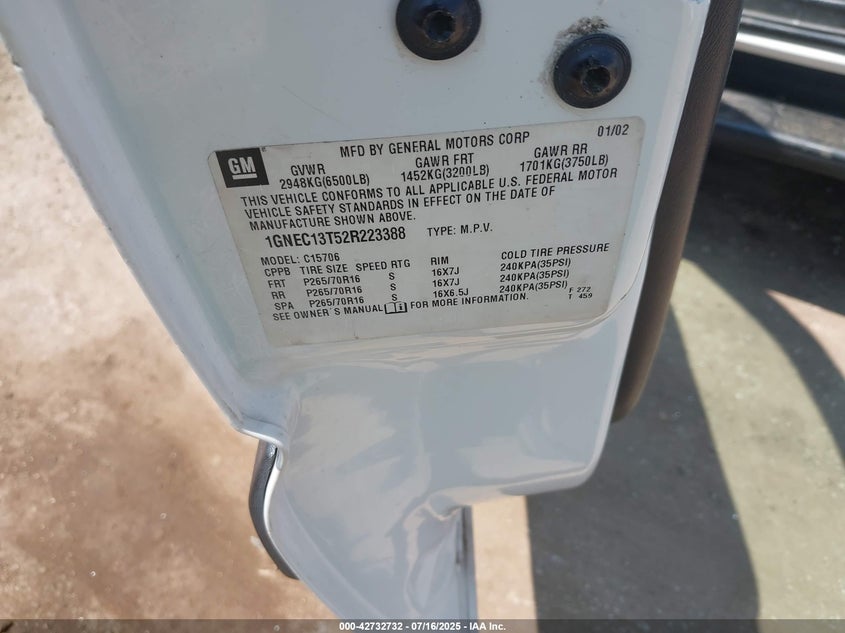 GM
MFD BY GENERAL MOTORS CORP 01/02
GVWR GAWR FRT GAWR RR
2948KG(6500LB) 1452KG(3200LB) 1701KG(3750LB)
THIS VEHICLE CONFORMS TO ALL APPLICABLE U.S. FEDERAL MOTOR
VEHICLE SAFETY STANDARDS IN EFFECT ON THE DATE OF
MANUFACTURE SHOWN ABOVE.
1GNEC13T52R223388 TYPE: M.P.V.
MODEL: C15706
CPPB TIRE SIZE SPEED RTG RIM COLD TIRE PRESSURE
FRT P265/70R16 S 16X7J 240KPA(35PSI)
RR P265/70R16 S 16X7J 240KPA(35PSI)
SPA P265/70R16 S 16X6.5J 240KPA(35PSI)
SEE OWNER'S MANUAL i FOR MORE INFORMATION.
F 272
T 459
000-42732732 / 07/16/2025 - IAA Inc.